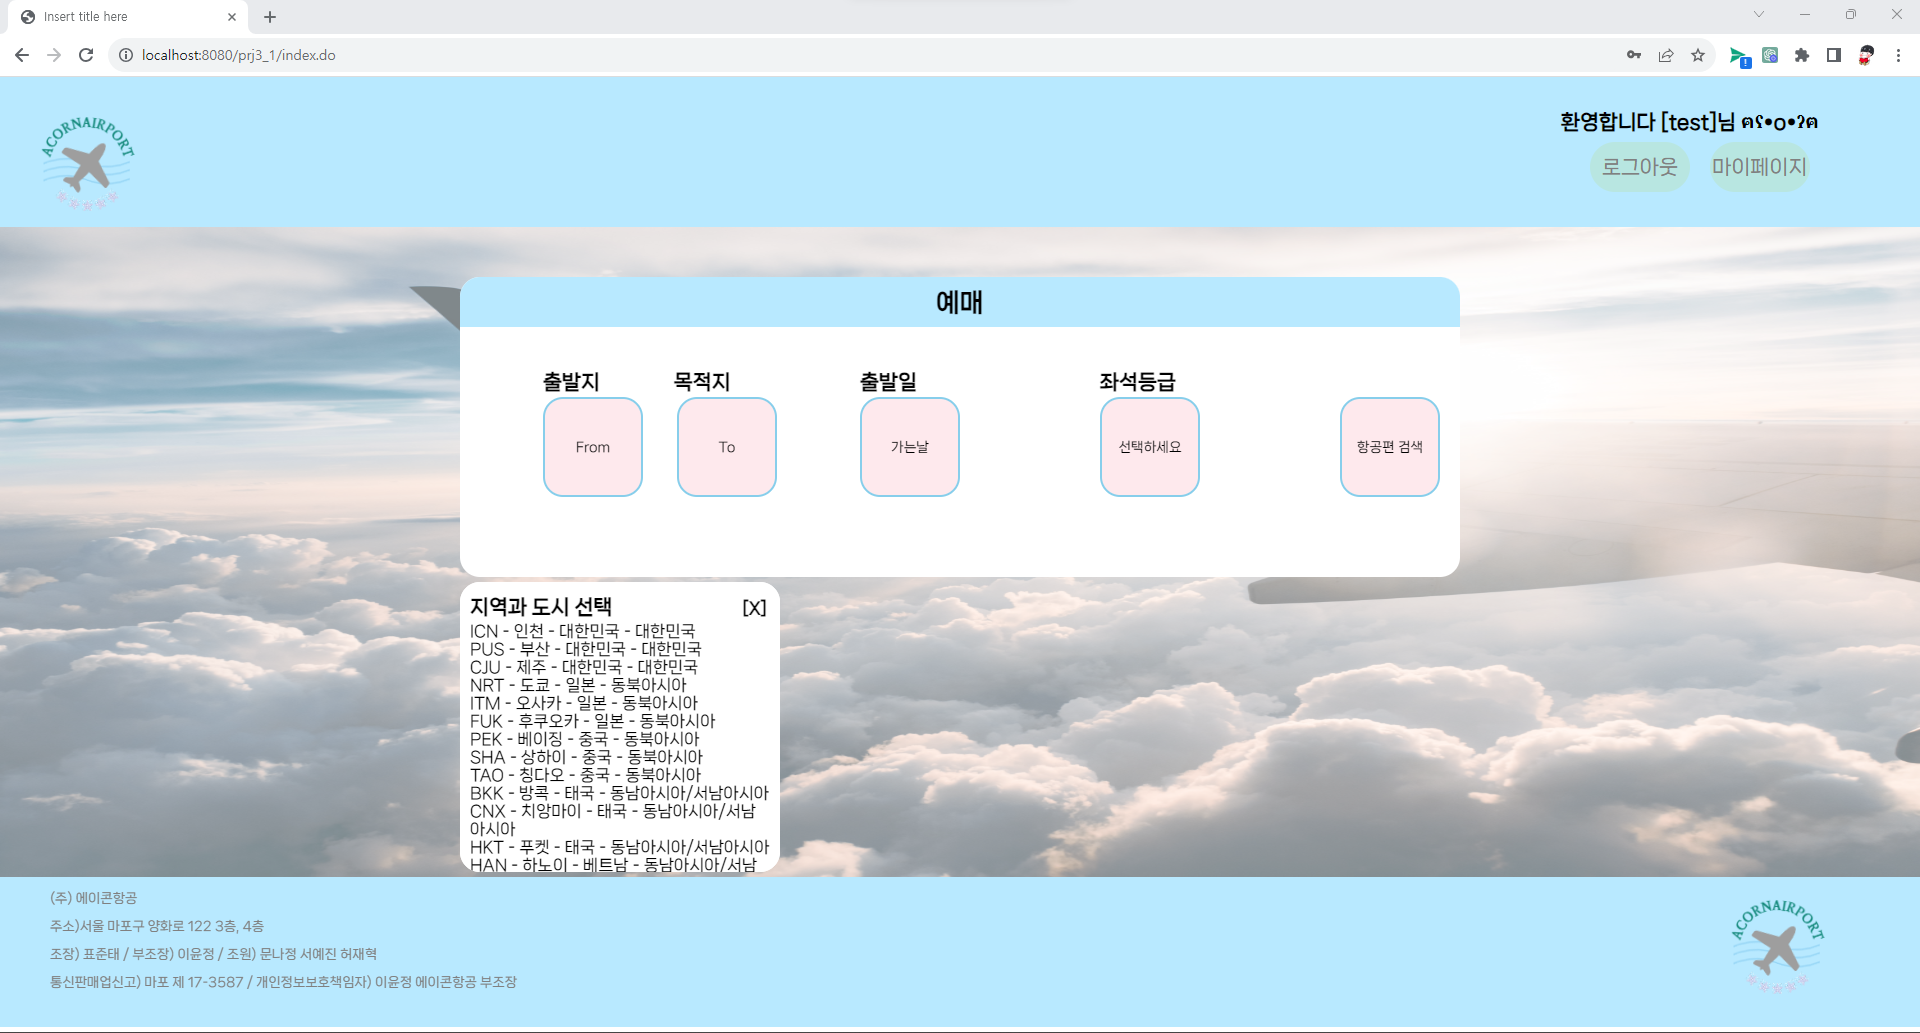 Insert title here
localhost:8080/prj3_1/index.do
ACORNAIRPORT
환영합니다 [test]님 ฅʕ•o•ʔฅ
로그아웃 마이페이지
예매
출발지 목적지 출발일 좌석등급
From To 가는날 선택하세요 항공편 검색
지역과 도시 선택 [X]
ICN - 인천 - 대한민국 - 대한민국
PUS - 부산 - 대한민국 - 대한민국
CJU - 제주 - 대한민국 - 대한민국
NRT - 도쿄 - 일본 - 동북아시아
ITM - 오사카 - 일본 - 동북아시아
FUK - 후쿠오카 - 일본 - 동북아시아
PEK - 베이징 - 중국 - 동북아시아
SHA - 상하이 - 중국 - 동북아시아
TAO - 칭다오 - 중국 - 동북아시아
BKK - 방콕 - 태국 - 동남아시아/서남아시아
CNX - 치앙마이 - 태국 - 동남아시아/서남
아시아
HKT - 푸켓 - 태국 - 동남아시아/서남아시아
HAN - 하노이 - 베트남 - 동남아시아/서남
(주) 에이콘항공
주소)서울 마포구 양화로 122 3층, 4층
조장) 표준태 / 부조장) 이윤정 / 조원) 문나정 서예진 허재혁
통신판매업신고) 마포 제 17-3587 / 개인정보보호책임자) 이윤정 에이콘항공 부조장
ACORNAIRPORT